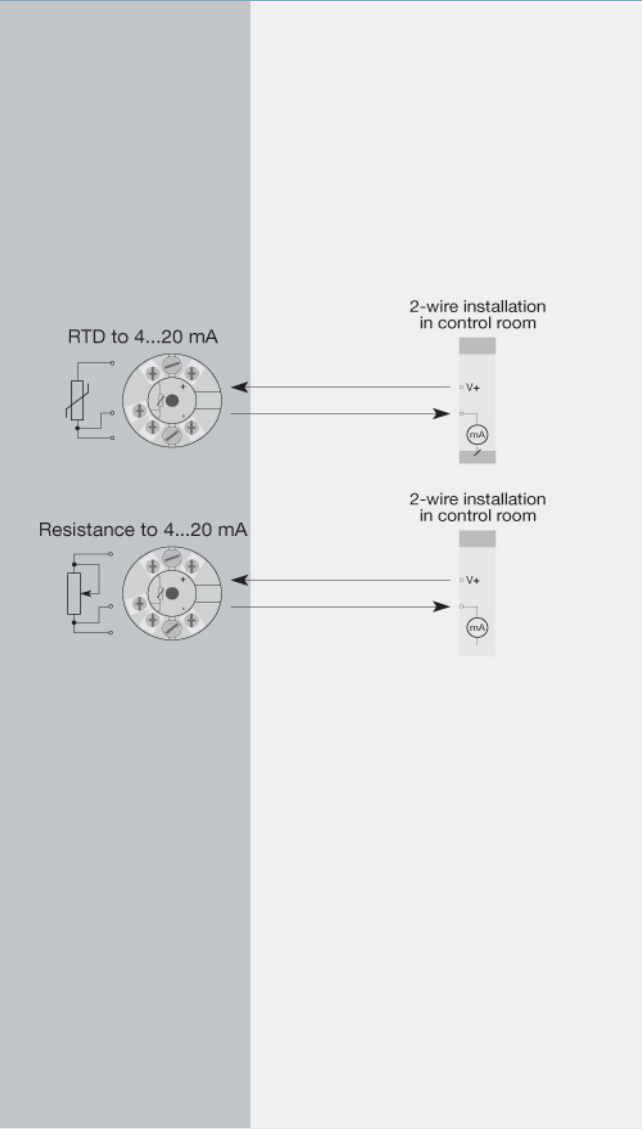 2-wire installation
in control room
RTD to 4...20 mA
+
-
V+
mA
2-wire installation
in control room
Resistance to 4...20 mA
+
-
V+
mA